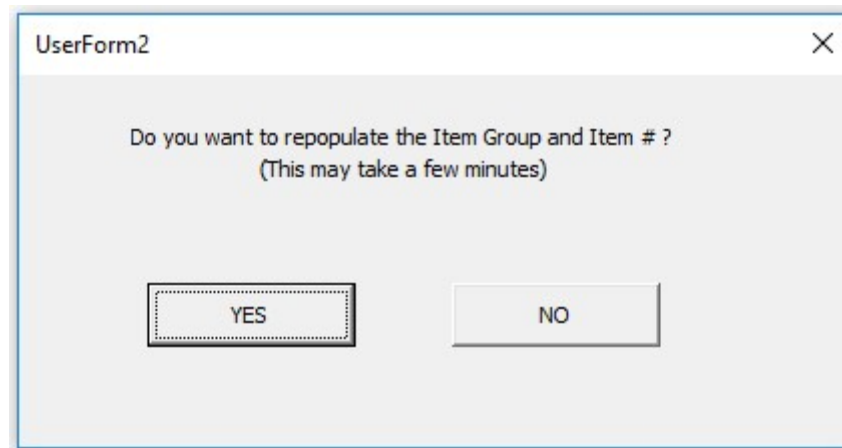 UserForm2
Do you want to repopulate the Item Group and Item # ?
(This may take a few minutes)
YES
NO